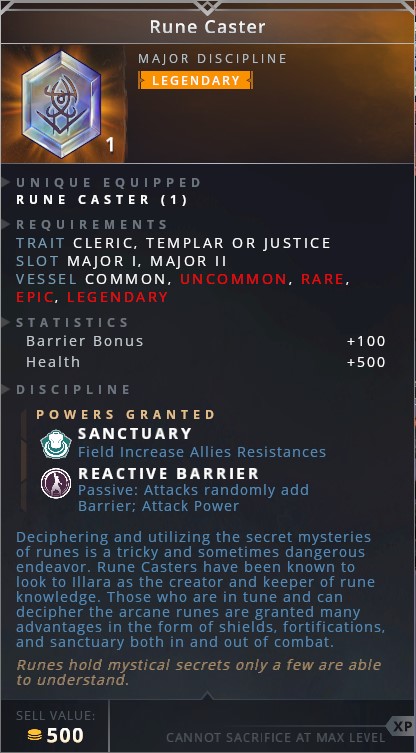 Rune Caster
MAJOR DISCIPLINE
LEGENDARY
1
UNIQUE EQUIPPED
RUNE CASTER (1)
REQUIREMENTS
TRAIT CLERIC, TEMPLAR OR JUSTICE
SLOT MAJOR I, MAJOR II
VESSEL COMMON, UNCOMMON, RARE,
EPIC, LEGENDARY
STATISTICS
Barrier Bonus +100
Health +500
DISCIPLINE
POWERS GRANTED
SANCTUARY
Field Increase Allies Resistances
REACTIVE BARRIER
Passive: Attacks randomly add
Barrier; Attack Power
Deciphering and utilizing the secret mysteries
of runes is a tricky and sometimes dangerous
endeavor. Rune Casters have been known to
look to Illara as the creator and keeper of rune
knowledge. Those who are in tune and can
decipher the arcane runes are granted many
advantages in the form of shields, fortifications,
and sanctuary both in and out of combat.
Runes hold mystical secrets only a few are able
to understand.
SELL VALUE:
500
XP
CANNOT SACRIFICE AT MAX LEVEL